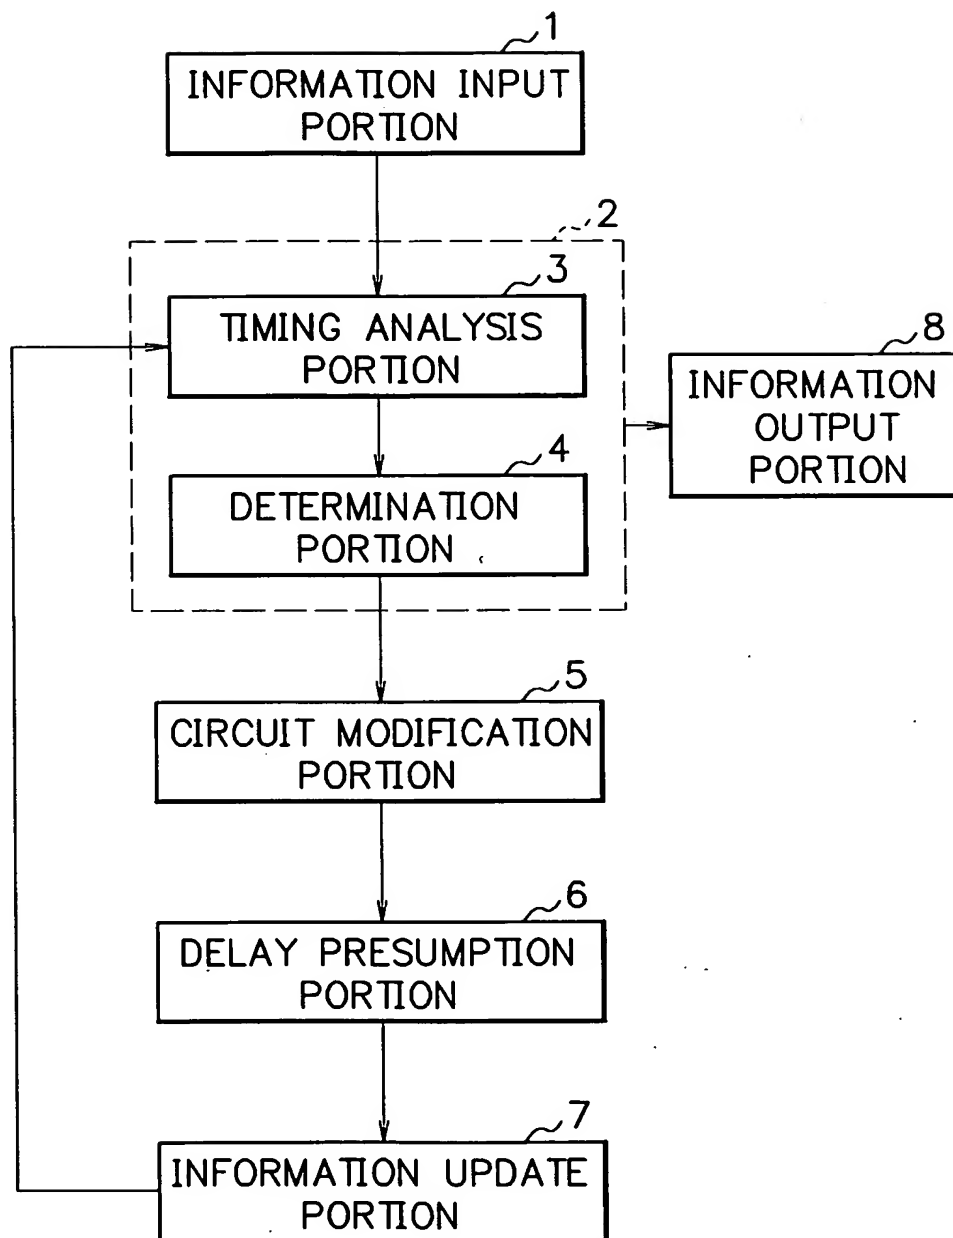 1
INFORMATION INPUT
PORTION
2
3
TIMING ANALYSIS
PORTION
8
INFORMATION
OUTPUT
PORTION
4
DETERMINATION
PORTION
5
CIRCUIT MODIFICATION
PORTION
6
DELAY PRESUMPTION
PORTION
7
INFORMATION UPDATE
PORTION